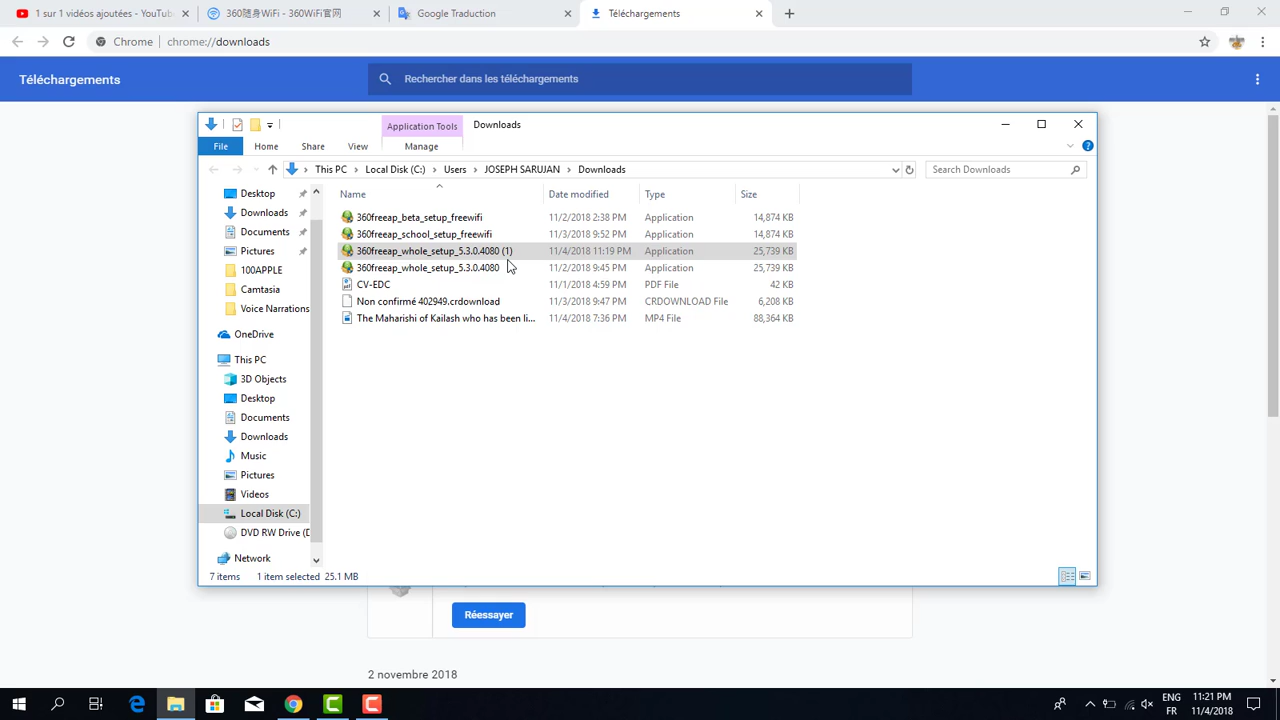 1 sur 1 vidéos ajoutées - YouTub
360随身WiFi - 360WiFi官网
Google Traduction
Téléchargements
Chrome
chrome://downloads
Téléchargements
Rechercher dans les téléchargements
Application Tools
Downloads
File
Home
Share
View
Manage
This PC
Local Disk (C:)
Users
JOSEPH SARUJAN
Downloads
Search Downloads
Desktop
Downloads
Documents
Pictures
100APPLE
Camtasia
Voice Narrations
OneDrive
This PC
3D Objects
Desktop
Documents
Downloads
Music
Pictures
Videos
Local Disk (C:)
DVD RW Drive (D
Network
Name Date modified Type Size
360freeap_beta_setup_freewifi 11/2/2018 2:38 PM Application 14,874 KB
360freeap_school_setup_freewifi 11/3/2018 9:52 PM Application 14,874 KB
360freeap_whole_setup_5.3.0.4080 (1) 11/4/2018 11:19 PM Application 25,739 KB
360freeap_whole_setup_5.3.0.4080 11/2/2018 9:45 PM Application 25,739 KB
CV-EDC 11/1/2018 4:59 PM PDF File 42 KB
Non confirmé 402949.crdownload 11/3/2018 9:47 PM CRDOWNLOAD File 6,208 KB
The Maharishi of Kailash who has been li... 11/4/2018 7:36 PM MP4 File 88,364 KB
7 items 1 item selected 25.1 MB
Réessayer
2 novembre 2018
ENG
FR
11:21 PM
11/4/2018